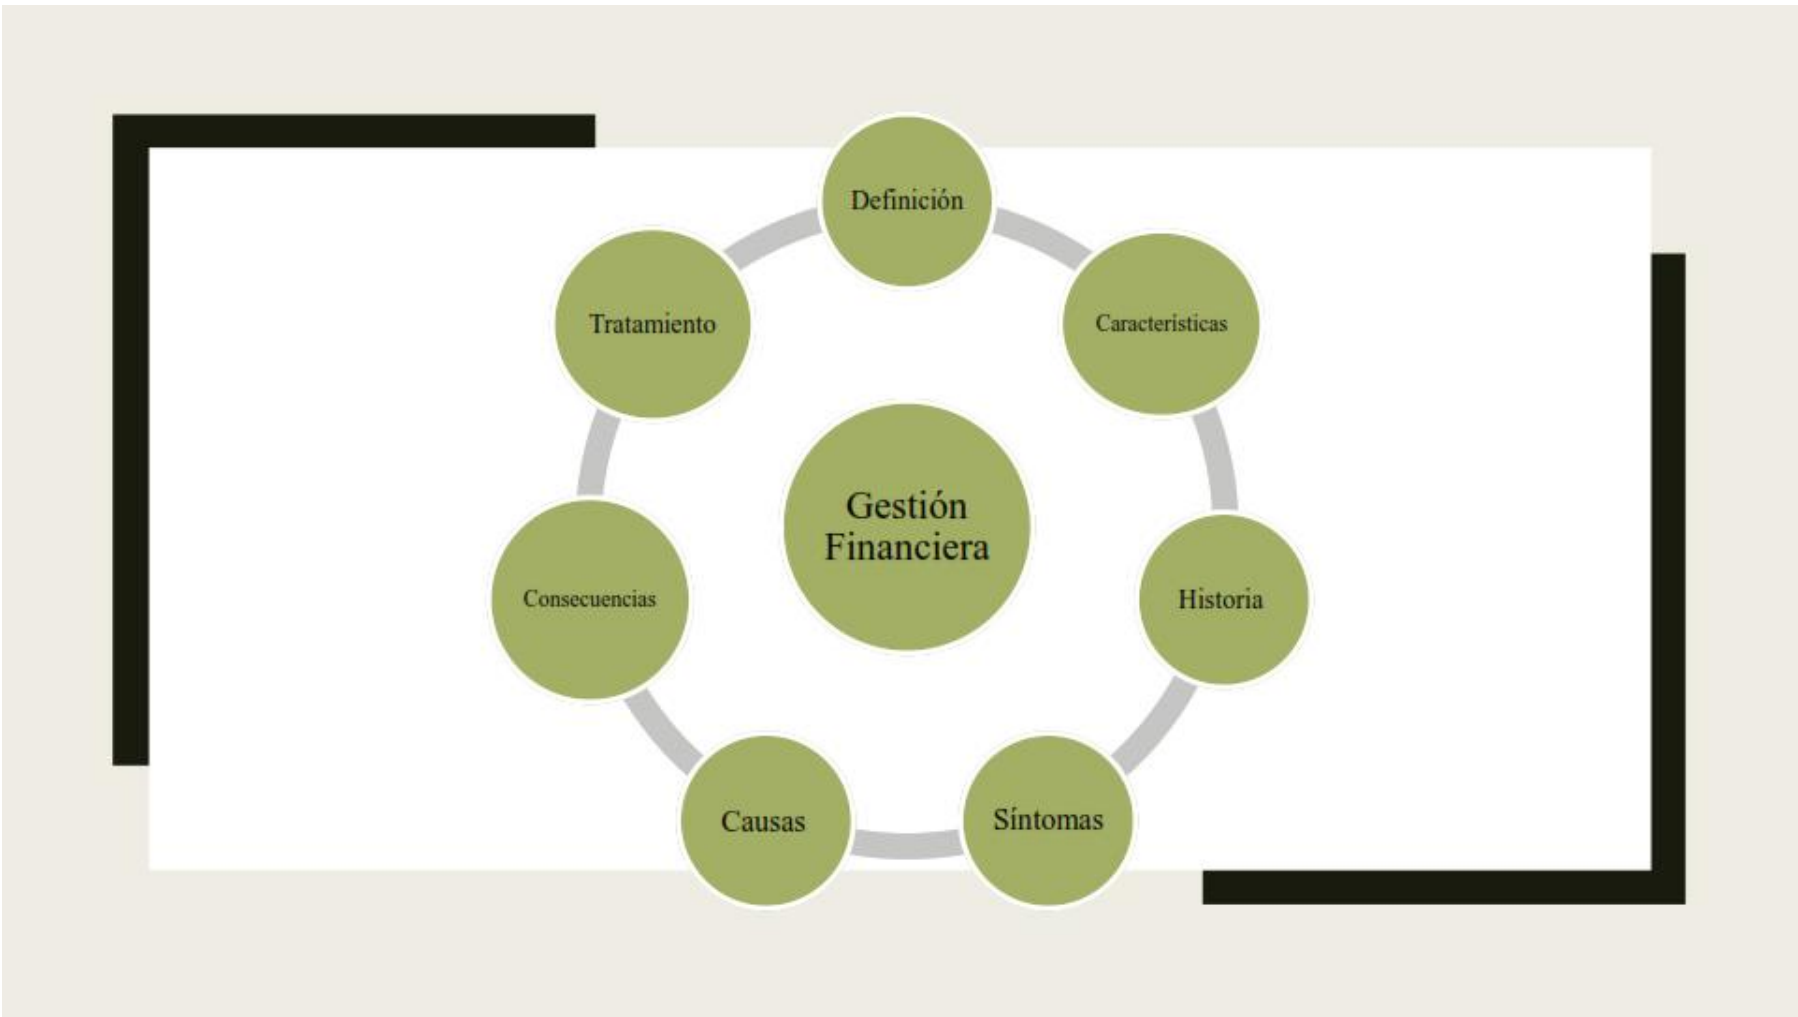 Definición
Características
Historia
Síntomas
Causas
Consecuencias
Tratamiento
Gestión
Financiera